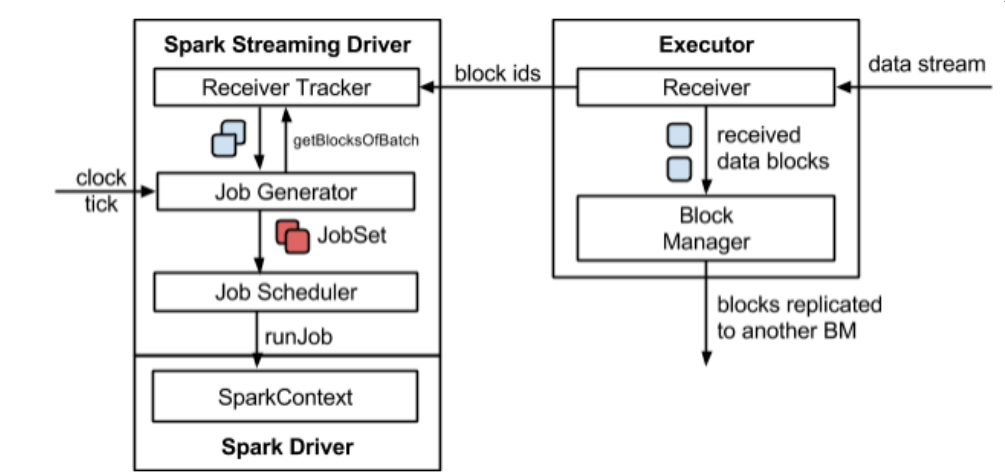 Spark Streaming Driver
Receiver Tracker
getBlocksOfBatch
clock
tick
Job Generator
JobSet
Job Scheduler
runJob
SparkContext
Spark Driver
block ids
Executor
data stream
Receiver
received
data blocks
Block
Manager
blocks replicated
to another BM